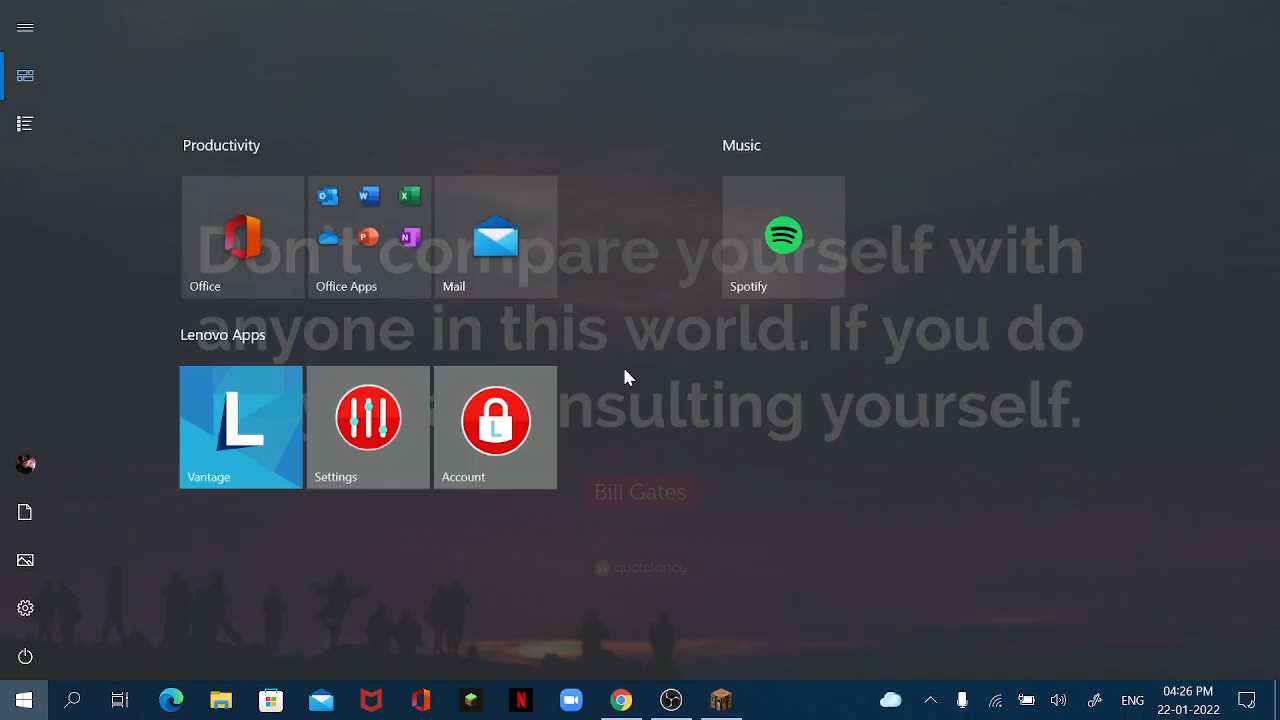 Productivity
Music
Office
Office Apps
Mail
Spotify
Don't compare yourself with
anyone in this world. If you do
nsulting yourself.
Lenovo Apps
Vantage
Settings
Account
Bill Gates
quotefancy
ENG
04:26 PM
22-01-2022